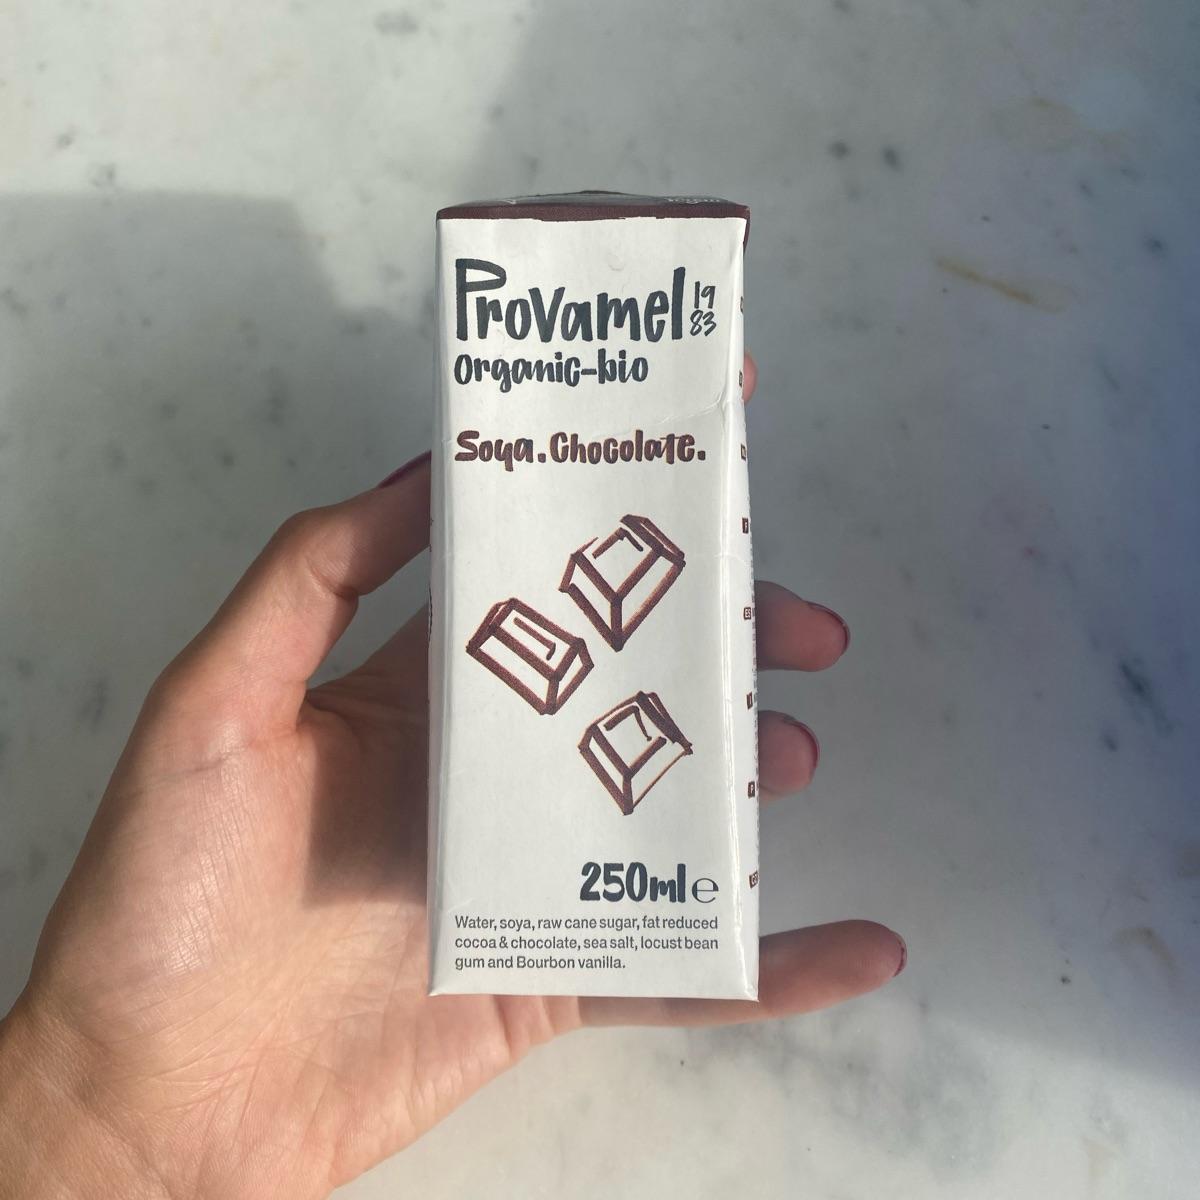 Provamel 19
83
organic-bio
Soya. Chocolate.
250ml ℮
Water, soya, raw cane sugar, fat reduced
cocoa & chocolate, sea salt, locust bean
gum and Bourbon vanilla.